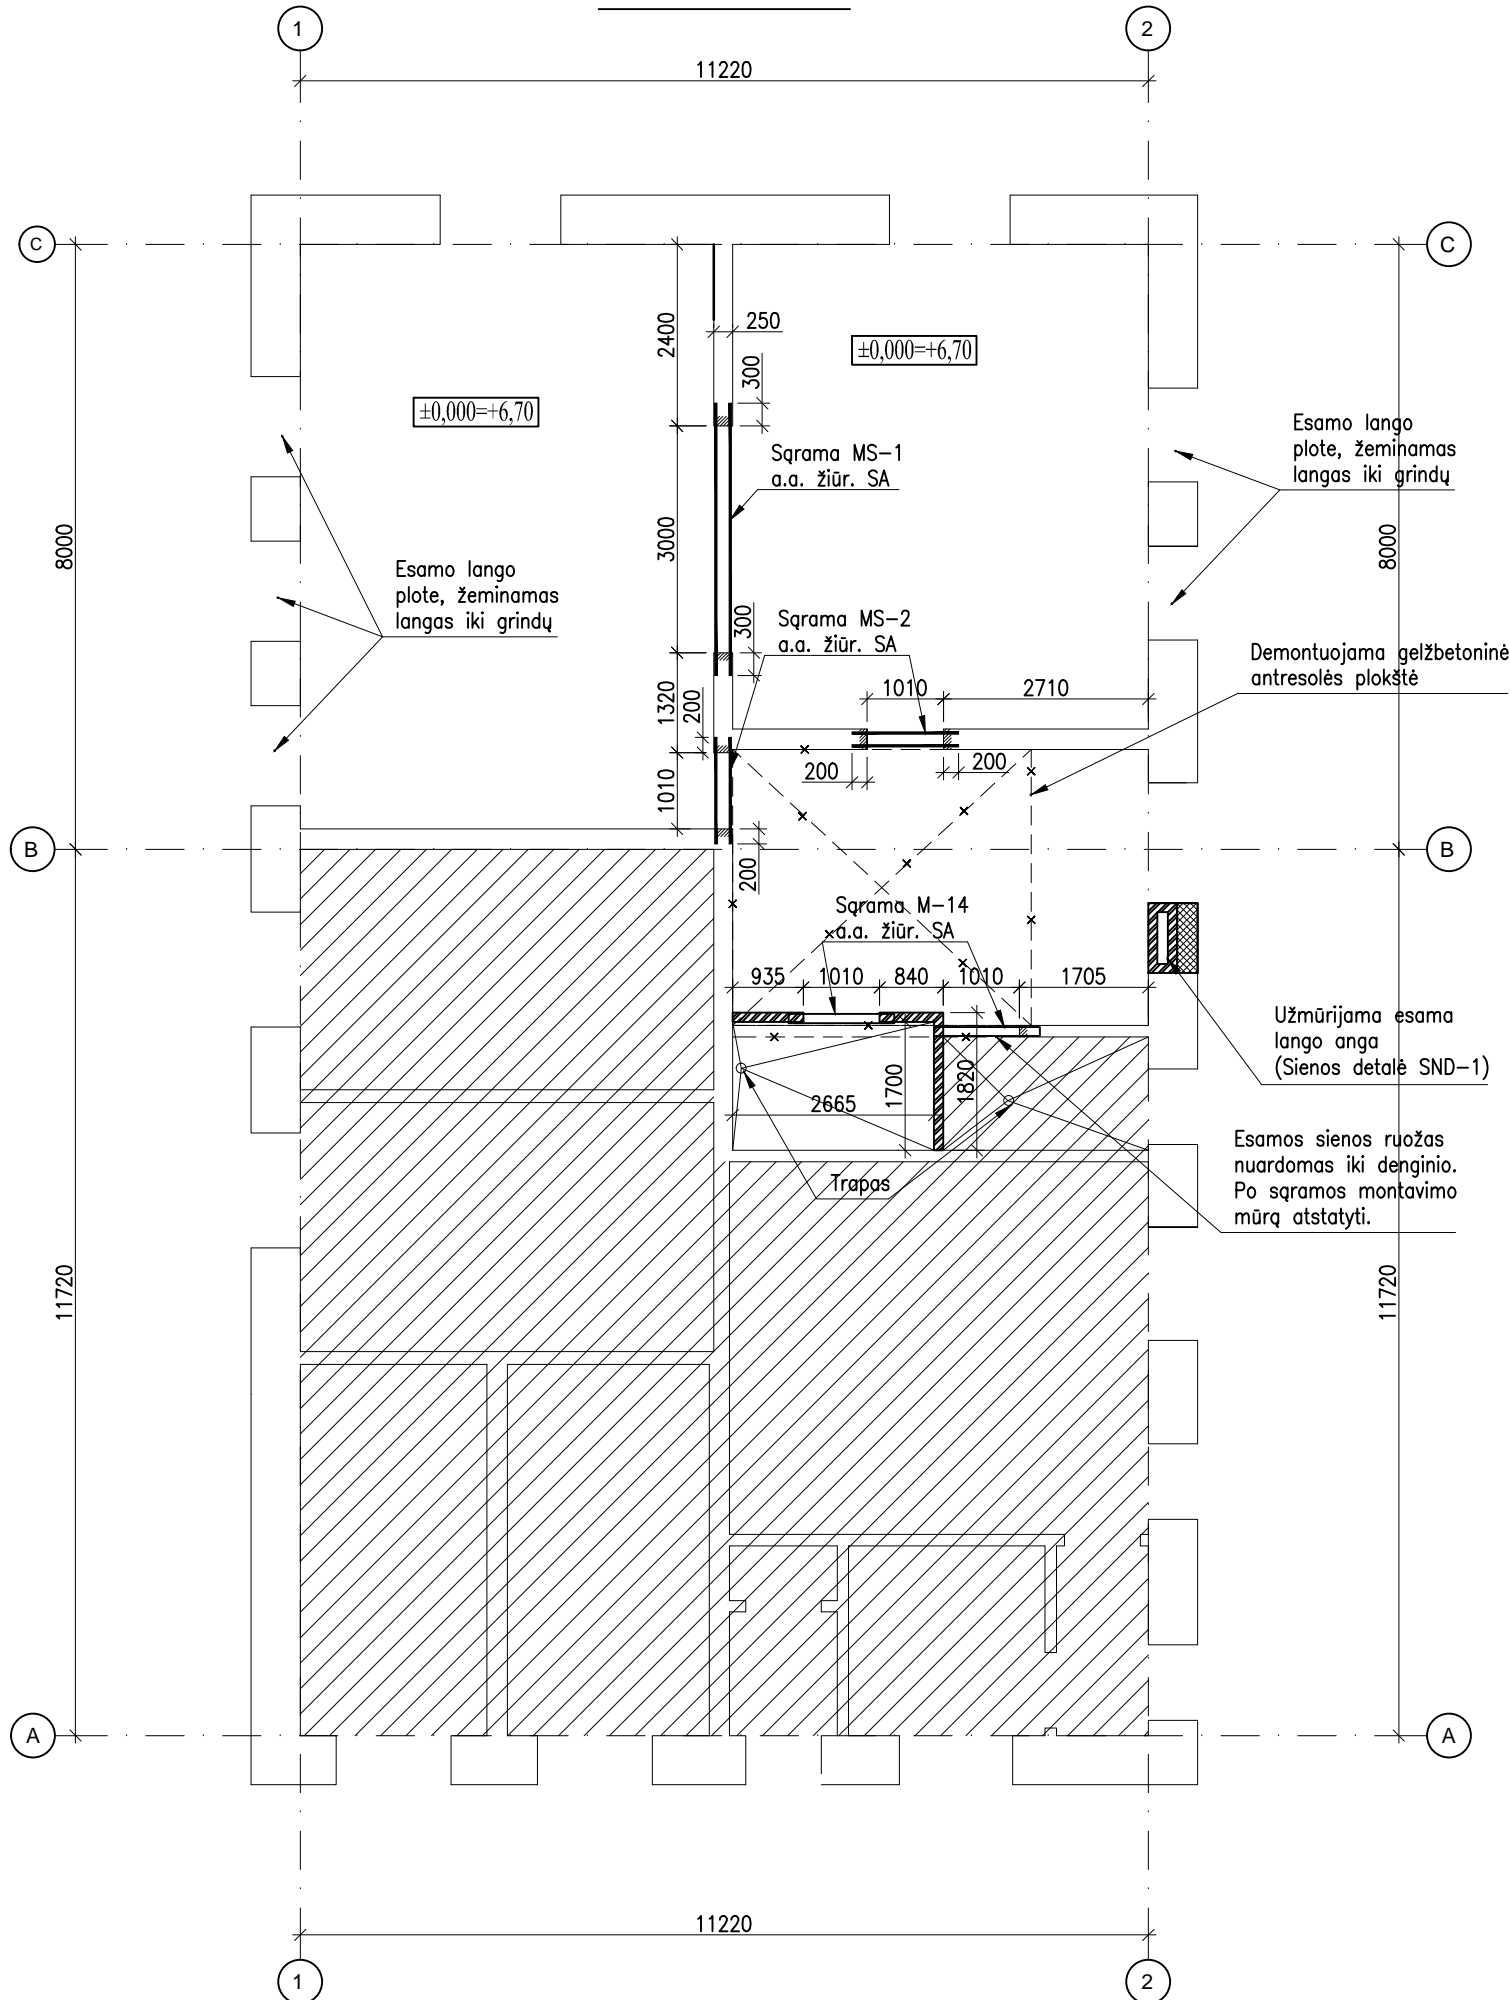 1
2
11220
C
C
2400
250
300
±0,000=+6,70
±0,000=+6,70
Sąrama MS-1
a.a. žiūr. SA
Esamo lango
plote, žeminamas
langas iki grindų
8000
3000
8000
Esamo lango
plote, žeminamas
langas iki grindų
300
Sąrama MS-2
a.a. žiūr. SA
Demontuojama gelžbetoninė
antresolės plokštė
1320
200
1010
2710
200
200
1010
B
B
200
Sąrama M-14
a.a. žiūr. SA
935
1010
840
1010
1705
Užmūrijama esama
lango anga
(Sienos detalė SND-1)
1700
1820
2665
Trapas
Esamos sienos ruožas
nuardomas iki denginio.
Po sąramos montavimo
mūrą atstatyti.
11720
11720
A
A
11220
1
2